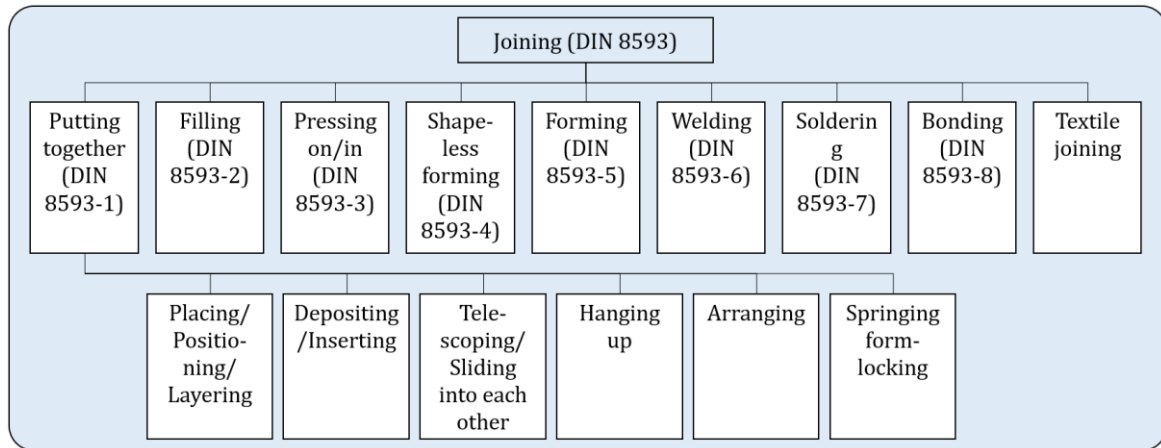 Joining (DIN 8593)
Putting
together
(DIN
8593-1)
Filling
(DIN
8593-2)
Pressing
on/in
(DIN
8593-3)
Shape-
less
forming
(DIN
8593-4)
Forming
(DIN
8593-5)
Welding
(DIN
8593-6)
Solderin
g
(DIN
8593-7)
Bonding
(DIN
8593-8)
Textile
joining
Placing/
Positio-
ning/
Layering
Depositing
/Inserting
Tele-
scoping/
Sliding
into each
other
Hanging
up
Arranging
Springing
form-
locking